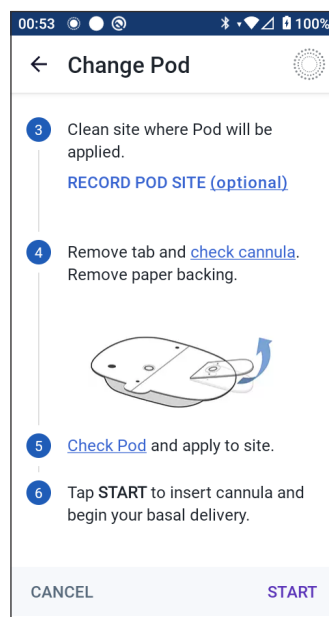 00:53 100%
Change Pod
3 Clean site where Pod will be
applied.
RECORD POD SITE (optional)
4 Remove tab and check cannula.
Remove paper backing.
5 Check Pod and apply to site.
6 Tap START to insert cannula and
begin your basal delivery.
CANCEL START